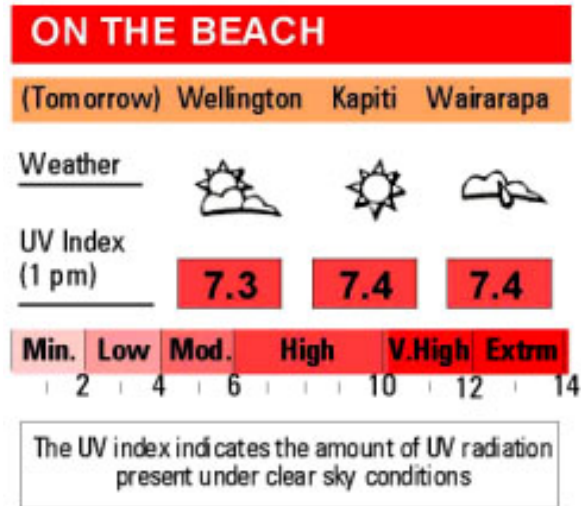 ON THE BEACH
(Tomorrow) Wellington Kapiti Wairarapa
Weather
UV Index
(1 pm) 7.3 7.4 7.4
Min. Low Mod. High V.High Extrm
2 4 6 10 12 14
The UV index indicates the amount of UV radiation
present under clear sky conditions